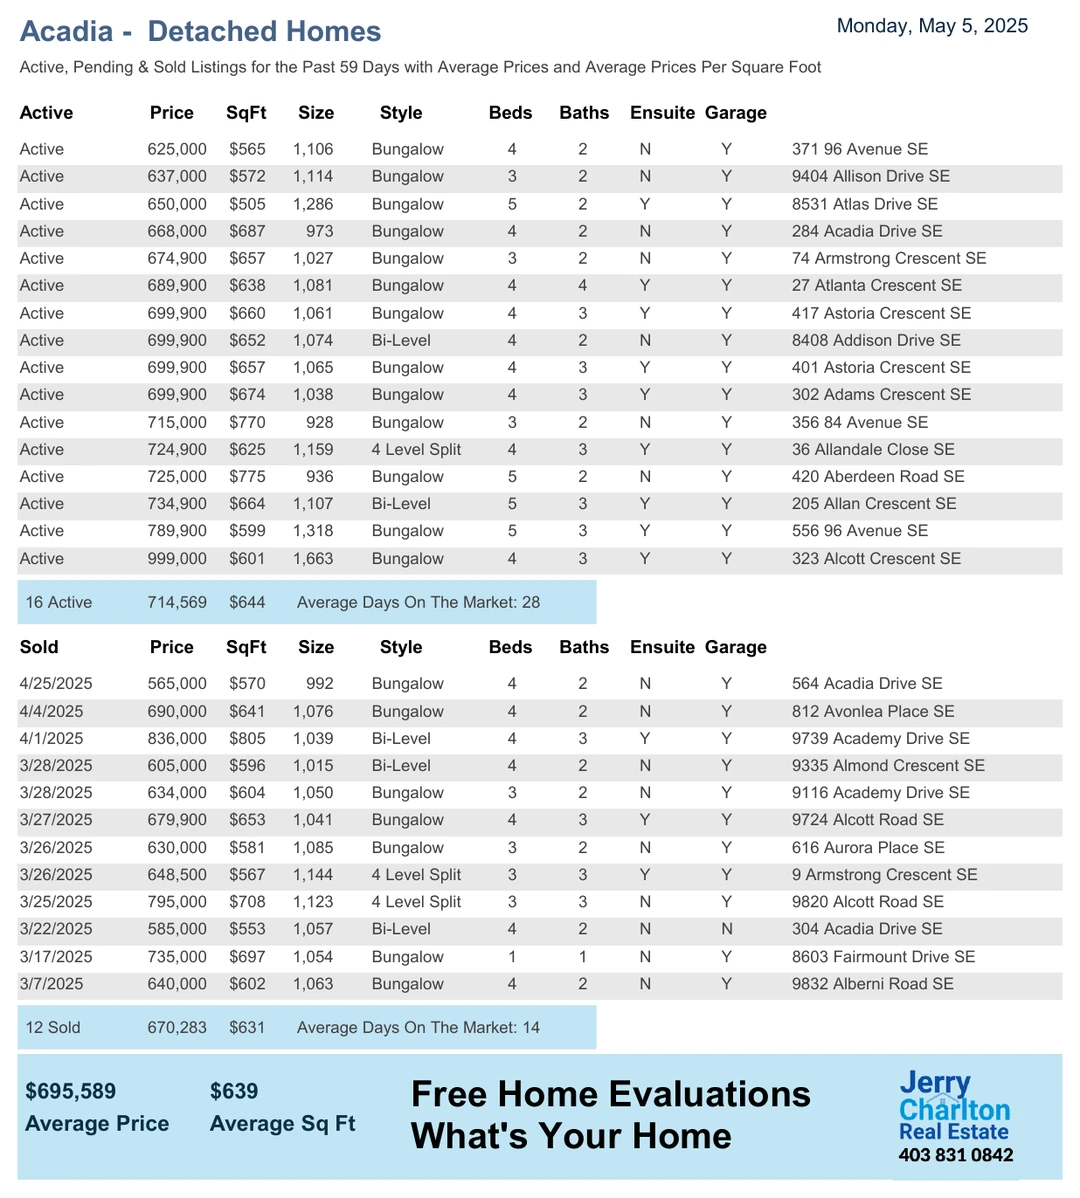 Acadia - Detached Homes
Monday, May 5, 2025
Active, Pending & Sold Listings for the Past 59 Days with Average Prices and Average Prices Per Square Foot
Active Price SqFt Size Style Beds Baths Ensuite Garage
Active 625,000 $565 1,106 Bungalow 4 2 N Y 371 96 Avenue SE
Active 637,000 $572 1,114 Bungalow 3 2 N Y 9404 Allison Drive SE
Active 650,000 $505 1,286 Bungalow 5 2 Y Y 8531 Atlas Drive SE
Active 668,000 $687 973 Bungalow 4 2 N Y 284 Acadia Drive SE
Active 674,900 $657 1,027 Bungalow 3 2 N Y 74 Armstrong Crescent SE
Active 689,900 $638 1,081 Bungalow 4 4 Y Y 27 Atlanta Crescent SE
Active 699,900 $660 1,061 Bungalow 4 3 Y Y 417 Astoria Crescent SE
Active 699,900 $652 1,074 Bi-Level 4 2 N Y 8408 Addison Drive SE
Active 699,900 $657 1,065 Bungalow 4 3 Y Y 401 Astoria Crescent SE
Active 699,900 $674 1,038 Bungalow 4 3 Y Y 302 Adams Crescent SE
Active 715,000 $770 928 Bungalow 3 2 N Y 356 84 Avenue SE
Active 724,900 $625 1,159 4 Level Split 4 3 Y Y 36 Allandale Close SE
Active 725,000 $775 936 Bungalow 5 2 N Y 420 Aberdeen Road SE
Active 734,900 $664 1,107 Bi-Level 5 3 Y Y 205 Allan Crescent SE
Active 789,900 $599 1,318 Bungalow 5 3 Y Y 556 96 Avenue SE
Active 999,000 $601 1,663 Bungalow 4 3 Y Y 323 Alcott Crescent SE
16 Active 714,569 $644 Average Days On The Market: 28
Sold Price SqFt Size Style Beds Baths Ensuite Garage
4/25/2025 565,000 $570 992 Bungalow 4 2 N Y 564 Acadia Drive SE
4/4/2025 690,000 $641 1,076 Bungalow 4 2 N Y 812 Avonlea Place SE
4/1/2025 836,000 $805 1,039 Bi-Level 4 3 Y Y 9739 Academy Drive SE
3/28/2025 605,000 $596 1,015 Bi-Level 4 2 N Y 9335 Almond Crescent SE
3/28/2025 634,000 $604 1,050 Bungalow 3 2 N Y 9116 Academy Drive SE
3/27/2025 679,900 $653 1,041 Bungalow 4 3 Y Y 9724 Alcott Road SE
3/26/2025 630,000 $581 1,085 Bungalow 3 2 N Y 616 Aurora Place SE
3/26/2025 648,500 $567 1,144 4 Level Split 3 3 Y Y 9 Armstrong Crescent SE
3/25/2025 795,000 $708 1,123 4 Level Split 3 3 N Y 9820 Alcott Road SE
3/22/2025 585,000 $553 1,057 Bi-Level 4 2 N N 304 Acadia Drive SE
3/17/2025 735,000 $697 1,054 Bungalow 1 1 N Y 8603 Fairmount Drive SE
3/7/2025 640,000 $602 1,063 Bungalow 4 2 N Y 9832 Alberni Road SE
12 Sold 670,283 $631 Average Days On The Market: 14
$695,589 $639
Average Price Average Sq Ft
Free Home Evaluations
What's Your Home
Jerry
Charlton
Real Estate
403 831 0842